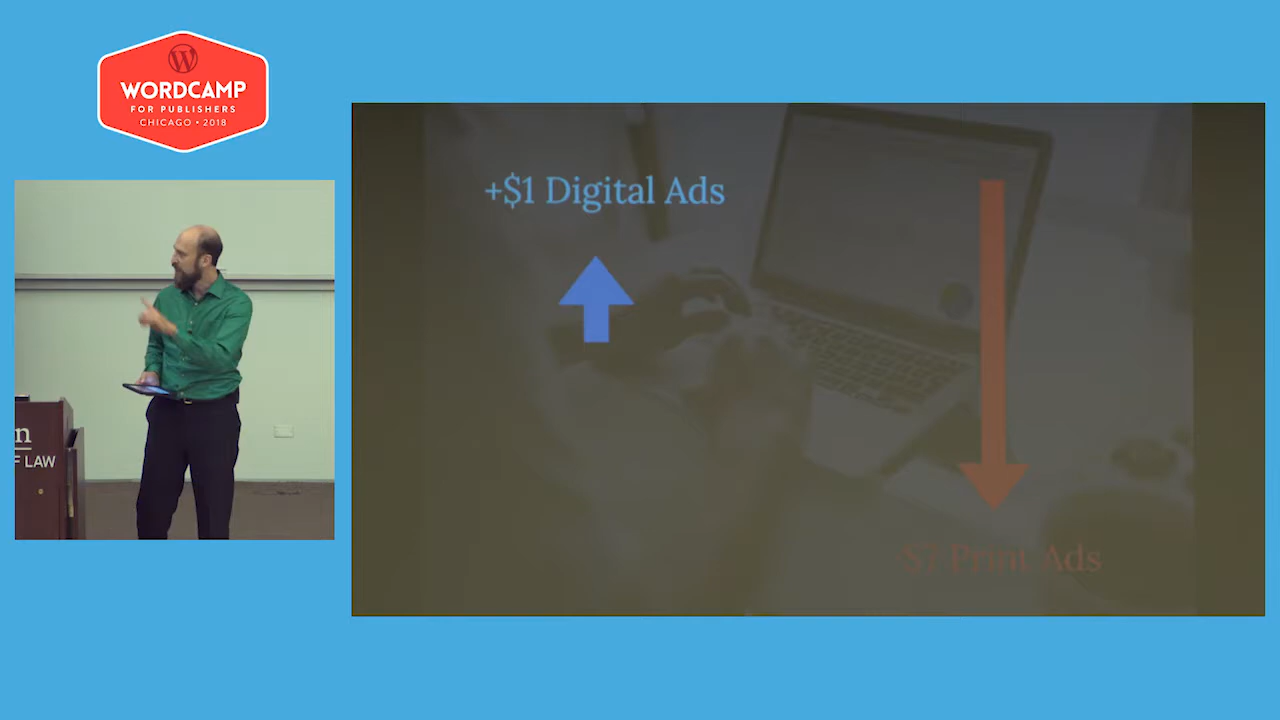 WORDCAMP
FOR PUBLISHERS
CHICAGO • 2018
+$1 Digital Ads
$7 Print Ads
n
F LAW